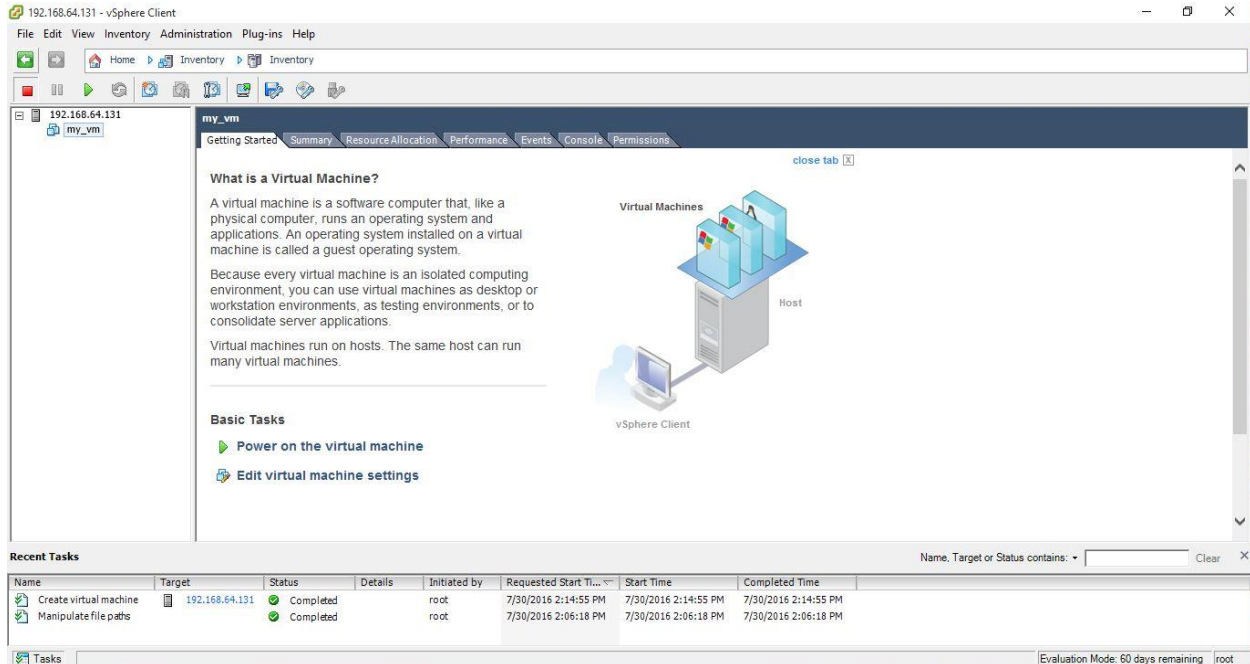 192.168.64.131 - vSphere Client
File Edit View Inventory Administration Plug-ins Help
Home Inventory Inventory
192.168.64.131
my_vm
my_vm
Getting Started Summary Resource Allocation Performance Events Console Permissions
close tab X
What is a Virtual Machine?
A virtual machine is a software computer that, like a
physical computer, runs an operating system and
applications. An operating system installed on a virtual
machine is called a guest operating system.
Because every virtual machine is an isolated computing
environment, you can use virtual machines as desktop or
workstation environments, as testing environments, or to
consolidate server applications.
Virtual machines run on hosts. The same host can run
many virtual machines.
Basic Tasks
Power on the virtual machine
Edit virtual machine settings
Virtual Machines
Host
vSphere Client
Recent Tasks
Name, Target or Status contains: Clear
Name Target Status Details Initiated by Requested Start Ti... Start Time Completed Time
Create virtual machine 192.168.64.131 Completed root 7/30/2016 2:14:55 PM 7/30/2016 2:14:55 PM 7/30/2016 2:14:55 PM
Manipulate file paths Completed root 7/30/2016 2:06:18 PM 7/30/2016 2:06:18 PM 7/30/2016 2:06:18 PM
Tasks Evaluation Mode: 60 days remaining root